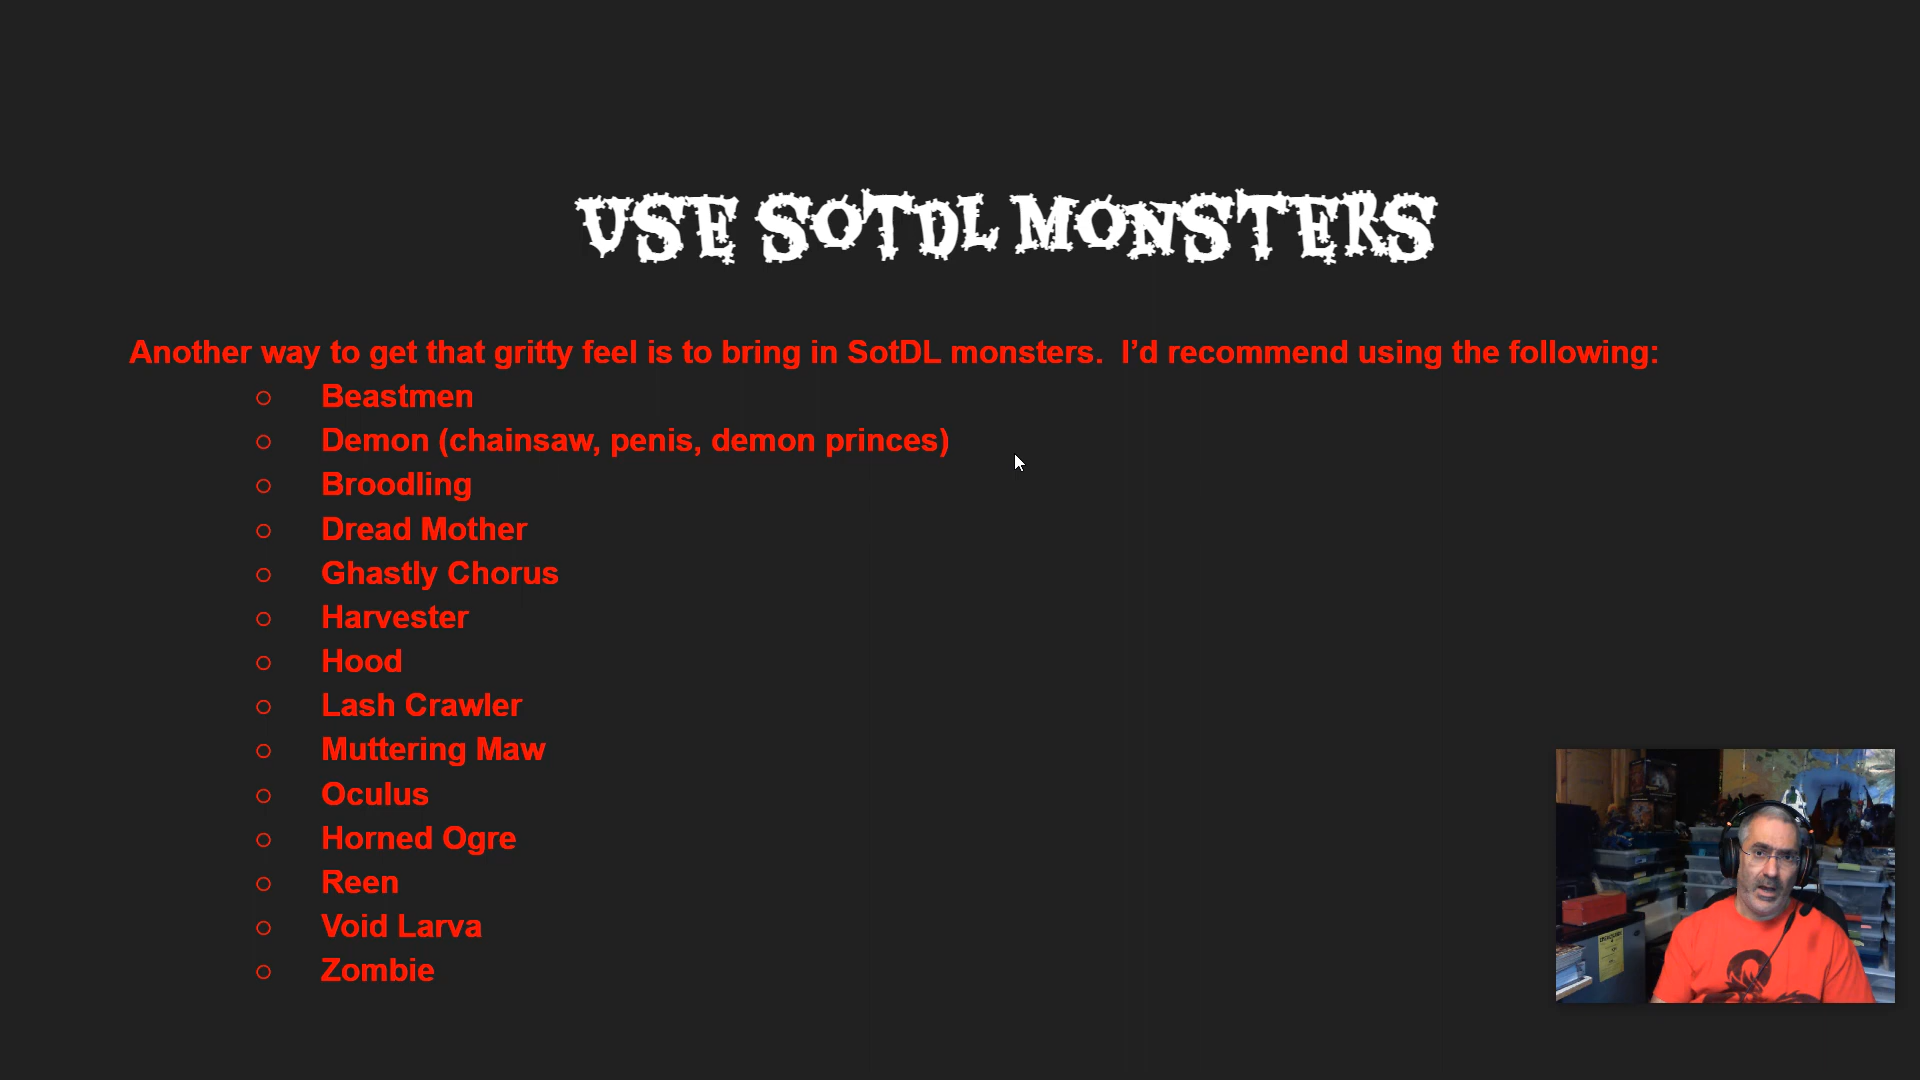 USE SOTDL MONSTERS
Another way to get that gritty feel is to bring in SotDL monsters.  I’d recommend using the following:
○ Beastmen
○ Demon (chainsaw, penis, demon princes)
○ Broodling
○ Dread Mother
○ Ghastly Chorus
○ Harvester
○ Hood
○ Lash Crawler
○ Muttering Maw
○ Oculus
○ Horned Ogre
○ Reen
○ Void Larva
○ Zombie